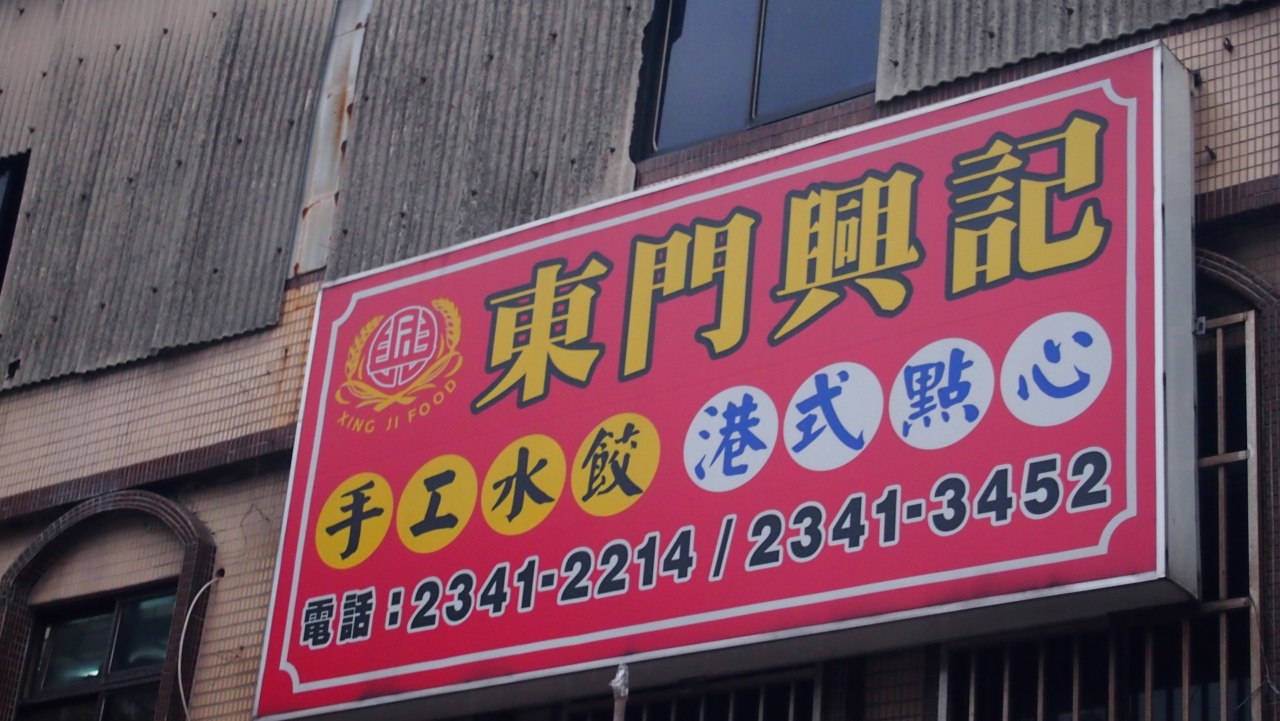 東門興記
XING JI FOOD
手工水餃 港式點心
電話：2341-2214 / 2341-3452